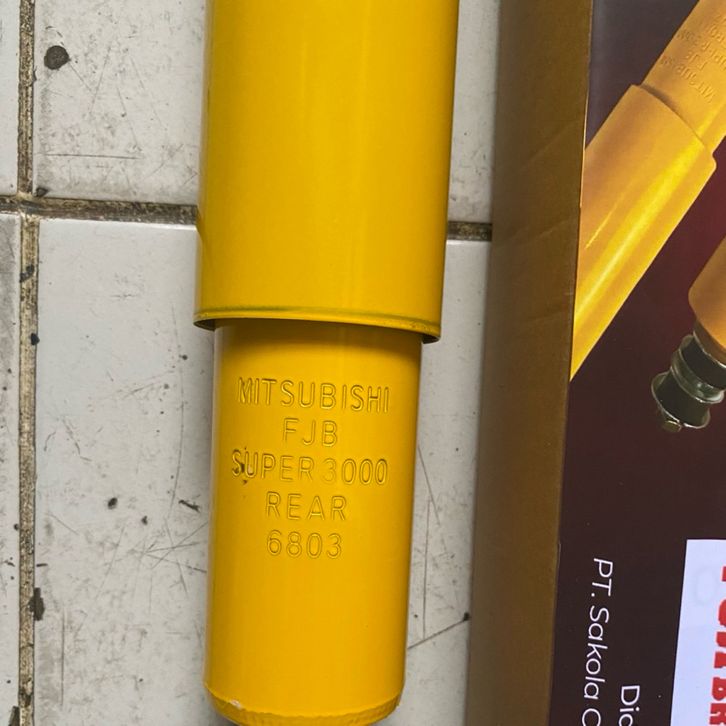 MITSUBISHI
FJB
SUPER 3000
REAR
6803
PT. Sakola